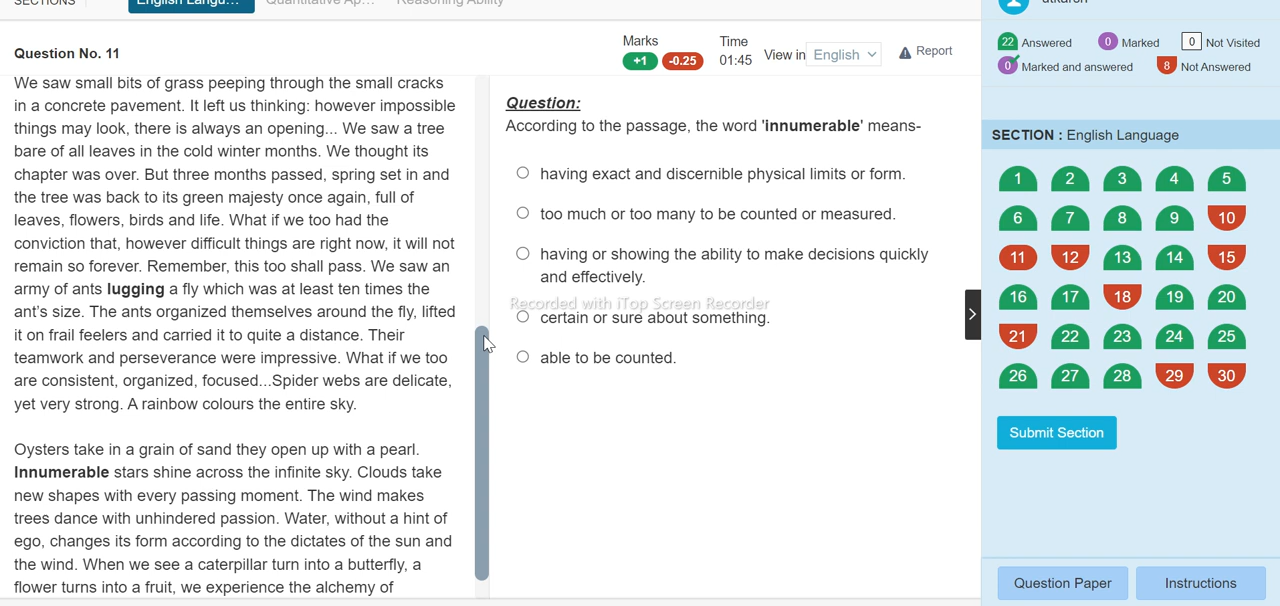 SECTIONS
English Langu...
Quantitative Ap...
Reasoning Ability
utkarsh
Question No. 11
Marks
+1
-0.25
Time
01:45
View in
English
Report
22 Answered
0 Marked
0 Not Visited
0 Marked and answered
8 Not Answered
We saw small bits of grass peeping through the small cracks
in a concrete pavement. It left us thinking: however impossible
things may look, there is always an opening... We saw a tree
bare of all leaves in the cold winter months. We thought its
chapter was over. But three months passed, spring set in and
the tree was back to its green majesty once again, full of
leaves, flowers, birds and life. What if we too had the
conviction that, however difficult things are right now, it will not
remain so forever. Remember, this too shall pass. We saw an
army of ants lugging a fly which was at least ten times the
ant's size. The ants organized themselves around the fly, lifted
it on frail feelers and carried it to quite a distance. Their
teamwork and perseverance were impressive. What if we too
are consistent, organized, focused...Spider webs are delicate,
yet very strong. A rainbow colours the entire sky.
Oysters take in a grain of sand they open up with a pearl.
Innumerable stars shine across the infinite sky. Clouds take
new shapes with every passing moment. The wind makes
trees dance with unhindered passion. Water, without a hint of
ego, changes its form according to the dictates of the sun and
the wind. When we see a caterpillar turn into a butterfly, a
flower turns into a fruit, we experience the alchemy of
Question:
According to the passage, the word 'innumerable' means-
having exact and discernible physical limits or form.
too much or too many to be counted or measured.
having or showing the ability to make decisions quickly
and effectively.
Recorded with iTop Screen Recorder
certain or sure about something.
able to be counted.
SECTION : English Language
1 2 3 4 5
6 7 8 9 10
11 12 13 14 15
16 17 18 19 20
21 22 23 24 25
26 27 28 29 30
Submit Section
Question Paper
Instructions